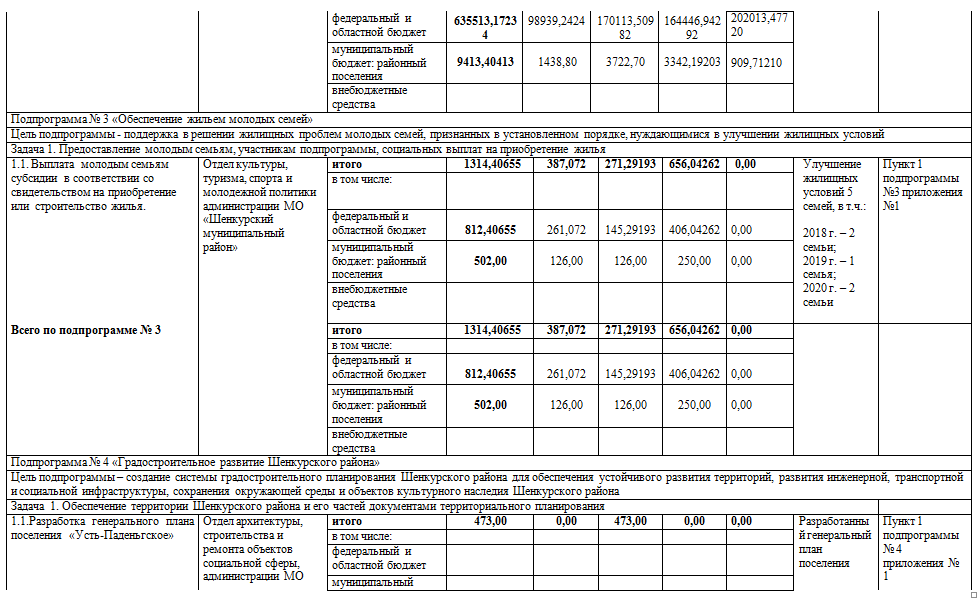 федеральный и областной бюджет 635513,17234 98939,2424 170113,50982 164446,94292 202013,47720
муниципальный бюджет: районный поселения 9413,40413 1438,80 3722,70 3342,19203 909,71210
внебюджетные средства
Подпрограмма № 3 «Обеспечение жильем молодых семей»
Цель подпрограммы - поддержка в решении жилищных проблем молодых семей, признанных в установленном порядке, нуждающимися в улучшении жилищных условий
Задача 1. Предоставление молодым семьям, участникам подпрограммы, социальных выплат на приобретение жилья
1.1. Выплата молодым семьям
субсидии в соответствии со
свидетельством на приобретение
или строительство жилья.
Отдел культуры,
туризма, спорта и
молодежной политики
администрации МО
«Шенкурский
муниципальный
район»
итого 1314,40655 387,072 271,29193 656,04262 0,00
в том числе:
федеральный и
областной бюджет 812,40655 261,072 145,29193 406,04262 0,00
муниципальный
бюджет: районный 502,00 126,00 126,00 250,00 0,00
поселения
внебюджетные
средства
Улучшение
жилищных
условий 5
семей, в т.ч.:
2018 г. – 2
семьи;
2019 г. – 1
семья;
2020 г. – 2
семьи
Пункт 1
подпрограммы
№3 приложения
№1
Всего по подпрограмме № 3
итого 1314,40655 387,072 271,29193 656,04262 0,00
в том числе:
федеральный и
областной бюджет 812,40655 261,072 145,29193 406,04262 0,00
муниципальный
бюджет: районный 502,00 126,00 126,00 250,00 0,00
поселения
внебюджетные
средства
Подпрограмма № 4 «Градостроительное развитие Шенкурского района»
Цель подпрограммы – создание системы градостроительного планирования Шенкурского района для обеспечения устойчивого развития территорий, развития инженерной, транспортной
и социальной инфраструктуры, сохранения окружающей среды и объектов культурного наследия Шенкурского района
Задача 1. Обеспечение территории Шенкурского района и его частей документами территориального планирования
1.1.Разработка генерального плана
поселения «Усть-Паденьгское»
Отдел архитектуры,
строительства и
ремонта объектов
социальной сферы,
администрации МО
итого 473,00 0,00 473,00 0,00 0,00
в том числе:
федеральный и
областной бюджет
муниципальный
Разработанны
й генеральный
план
поселения
Пункт 1
подпрограммы
№ 4
приложения №
1